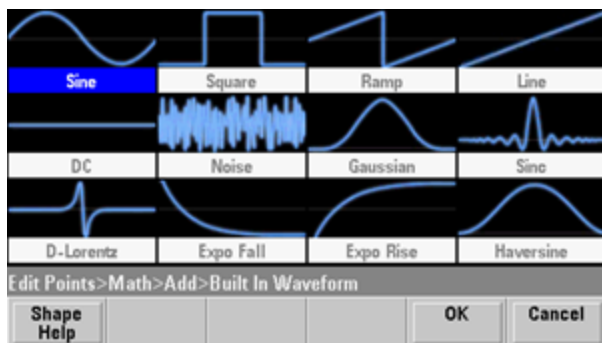 Sine
Square
Ramp
Line
DC
Noise
Gaussian
Sinc
D-Lorentz
Expo Fall
Expo Rise
Haversine
Edit Points>Math>Add>Built In Waveform
Shape
Help
OK
Cancel